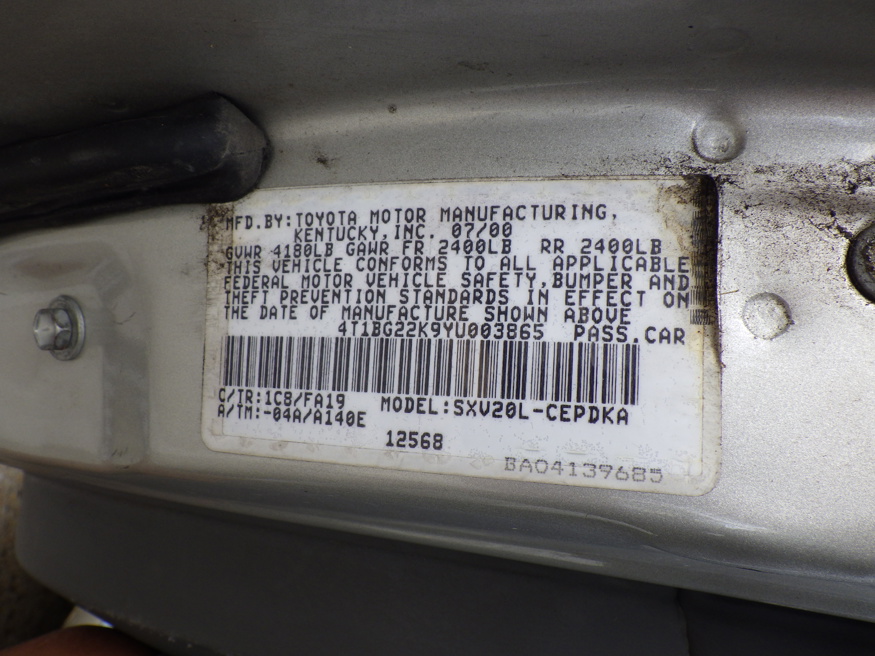 MFD.BY:TOYOTA MOTOR MANUFACTURING,
KENTUCKY,INC. 07/00
GVWR 4180LB GAWR FR 2400LB RR 2400LB
THIS VEHICLE CONFORMS TO ALL APPLICABLE
FEDERAL MOTOR VEHICLE SAFETY,BUMPER AND
THEFT PREVENTION STANDARDS IN EFFECT ON
THE DATE OF MANUFACTURE SHOWN ABOVE
4T1BG22K9YU003865 PASS.CAR
C/TR:1C8/FA19
A/TM:-04A/A140E MODEL:SXV20L-CEPDKA
12568
BA04139685